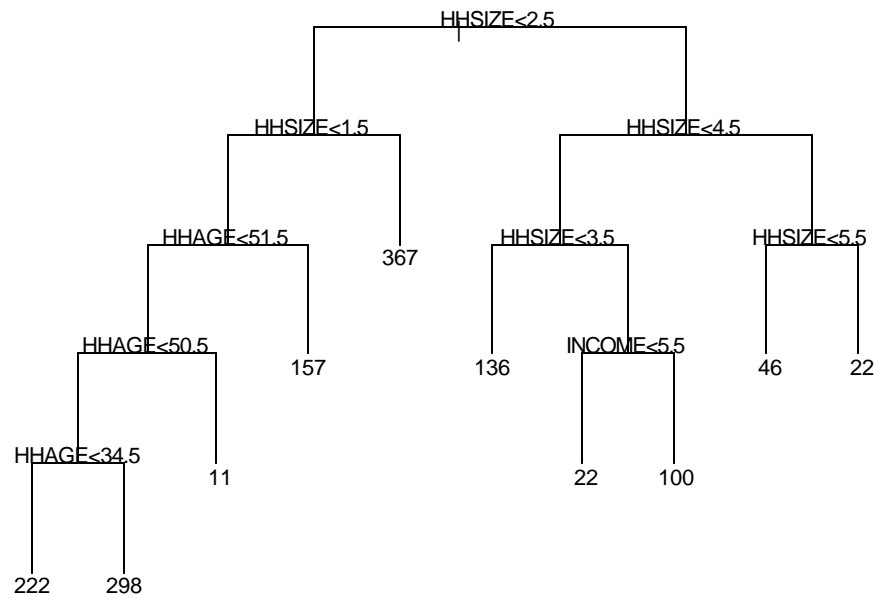 HHSIZE<2.5
HHSIZE<1.5
HHSIZE<4.5
HHAGE<51.5
367
HHSIZE<3.5
HHSIZE<5.5
HHAGE<50.5
157
136
INCOME<5.5
46
22
HHAGE<34.5
11
22
100
222
298